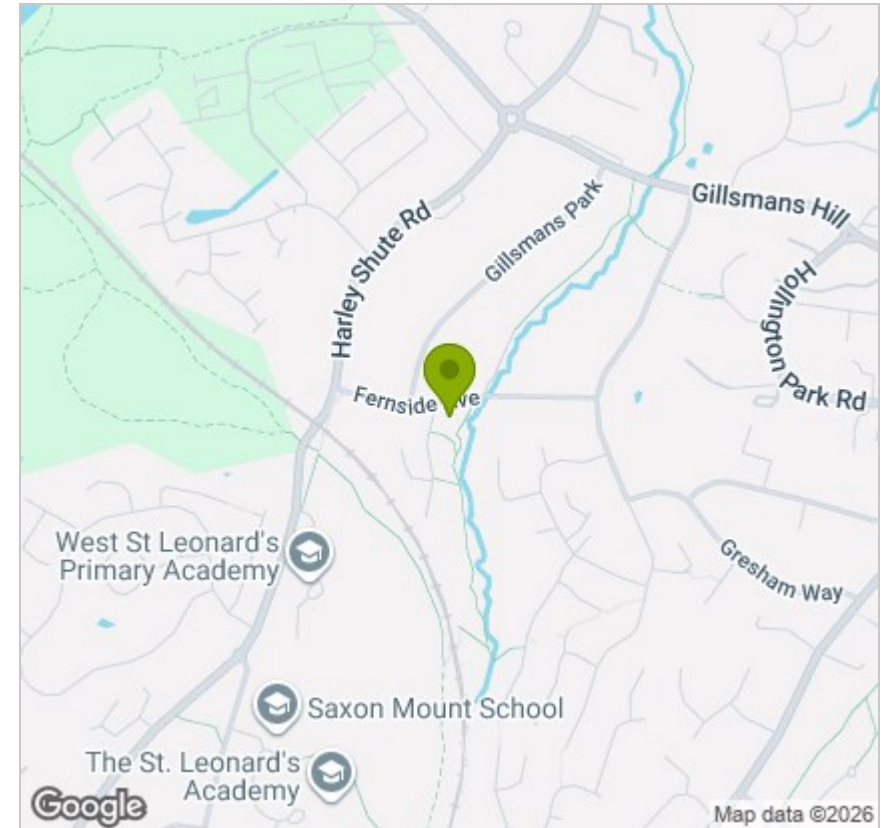 Gillsmans Hill
Gillsmans Park
Harley Shute Rd
Hollington Park Rd
Fernside Ave
West St Leonard's
Primary Academy
Gresham Way
Saxon Mount School
The St. Leonard's
Academy
Google
Map data ©2026